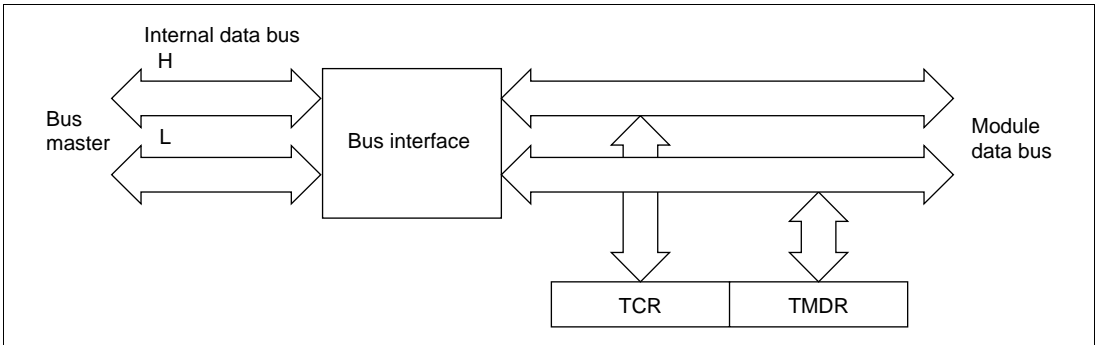 Internal data bus
H
Bus
master
L
Bus interface
Module
data bus
TCR
TMDR